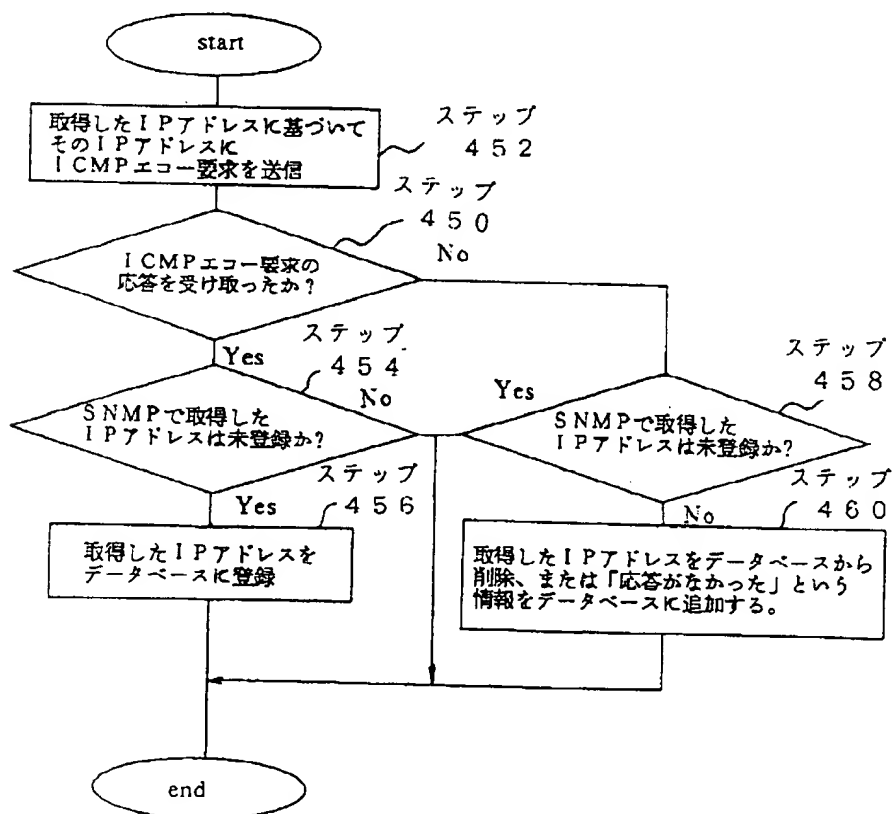 start
取得したIPアドレスに基づいて
そのIPアドレスに
ICMPエコー要求を送信
ステップ
452
ステップ
450
ICMPエコー要求の
応答を受け取ったか?
No
Yes
ステップ
454
SNMPで取得した
IPアドレスは未登録か?
No
Yes
ステップ
458
SNMPで取得した
IPアドレスは未登録か?
Yes
ステップ
456
取得したIPアドレスを
データベースに登録
No
ステップ
460
取得したIPアドレスをデータベースから
削除、または「応答がなかった」という
情報をデータベースに追加する。
end